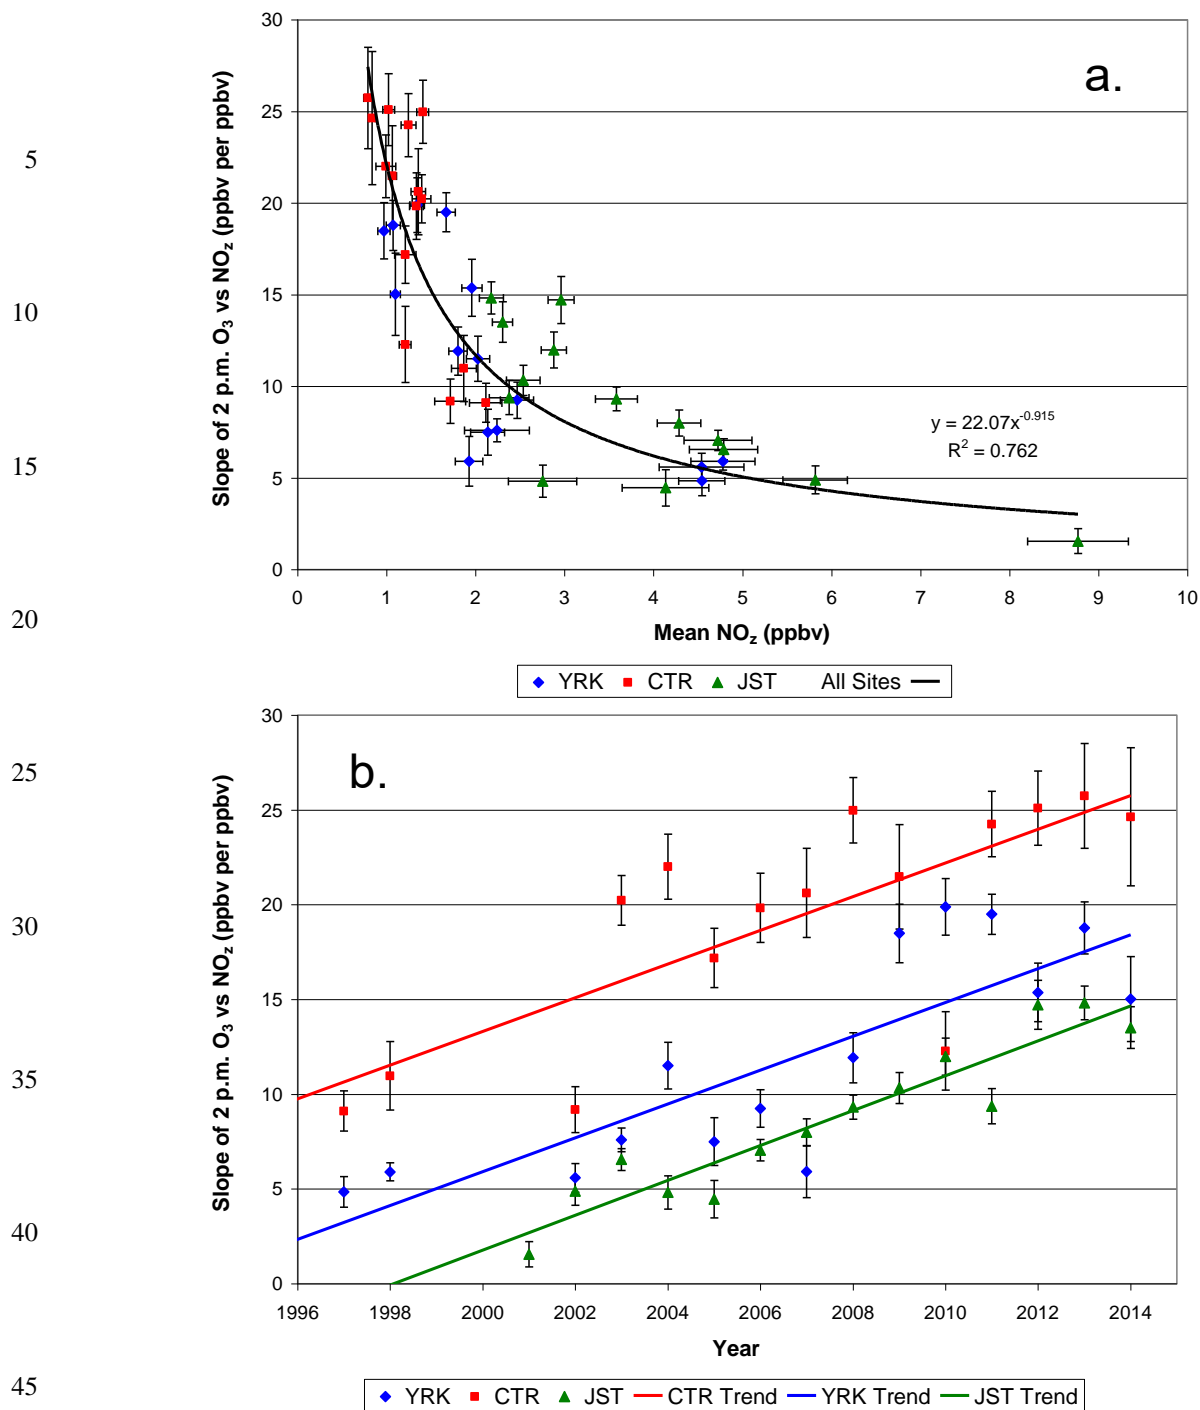 30
25
20
15
10
5
0
Slope of 2 p.m. O₃ vs NO_z (ppbv per ppbv)
a.
y = 22.07x^-0.915
R² = 0.762
0 1 2 3 4 5 6 7 8 9 10
Mean NO_z (ppbv)
YRK CTR JST All Sites
30
25
20
15
10
5
0
Slope of 2 p.m. O₃ vs NO_z (ppbv per ppbv)
b.
1996 1998 2000 2002 2004 2006 2008 2010 2012 2014
Year
YRK CTR JST CTR Trend YRK Trend JST Trend
5
10
15
20
25
30
35
40
45